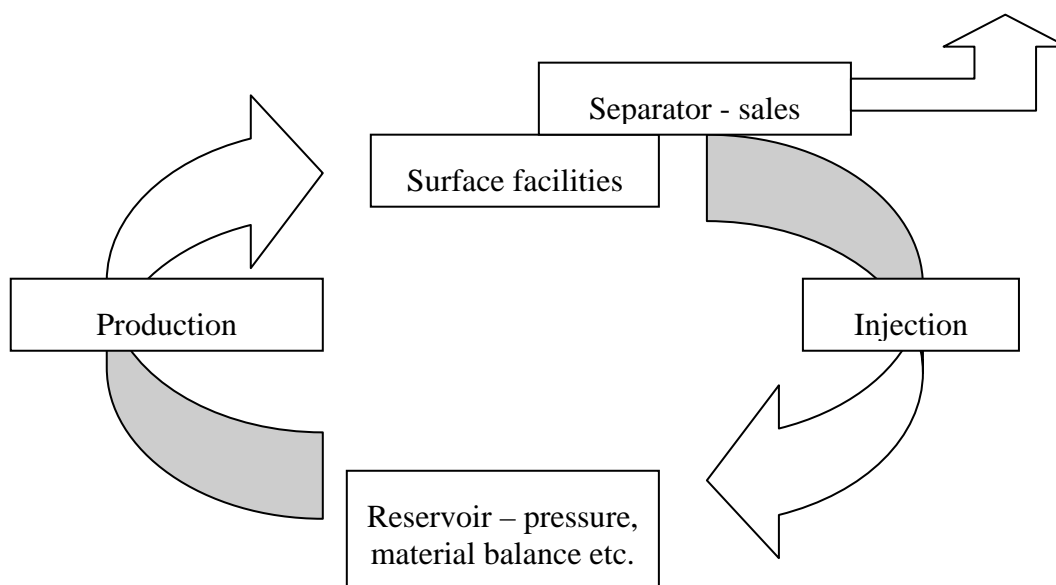 Separator - sales
Surface facilities
Production
Injection
Reservoir – pressure,
material balance etc.